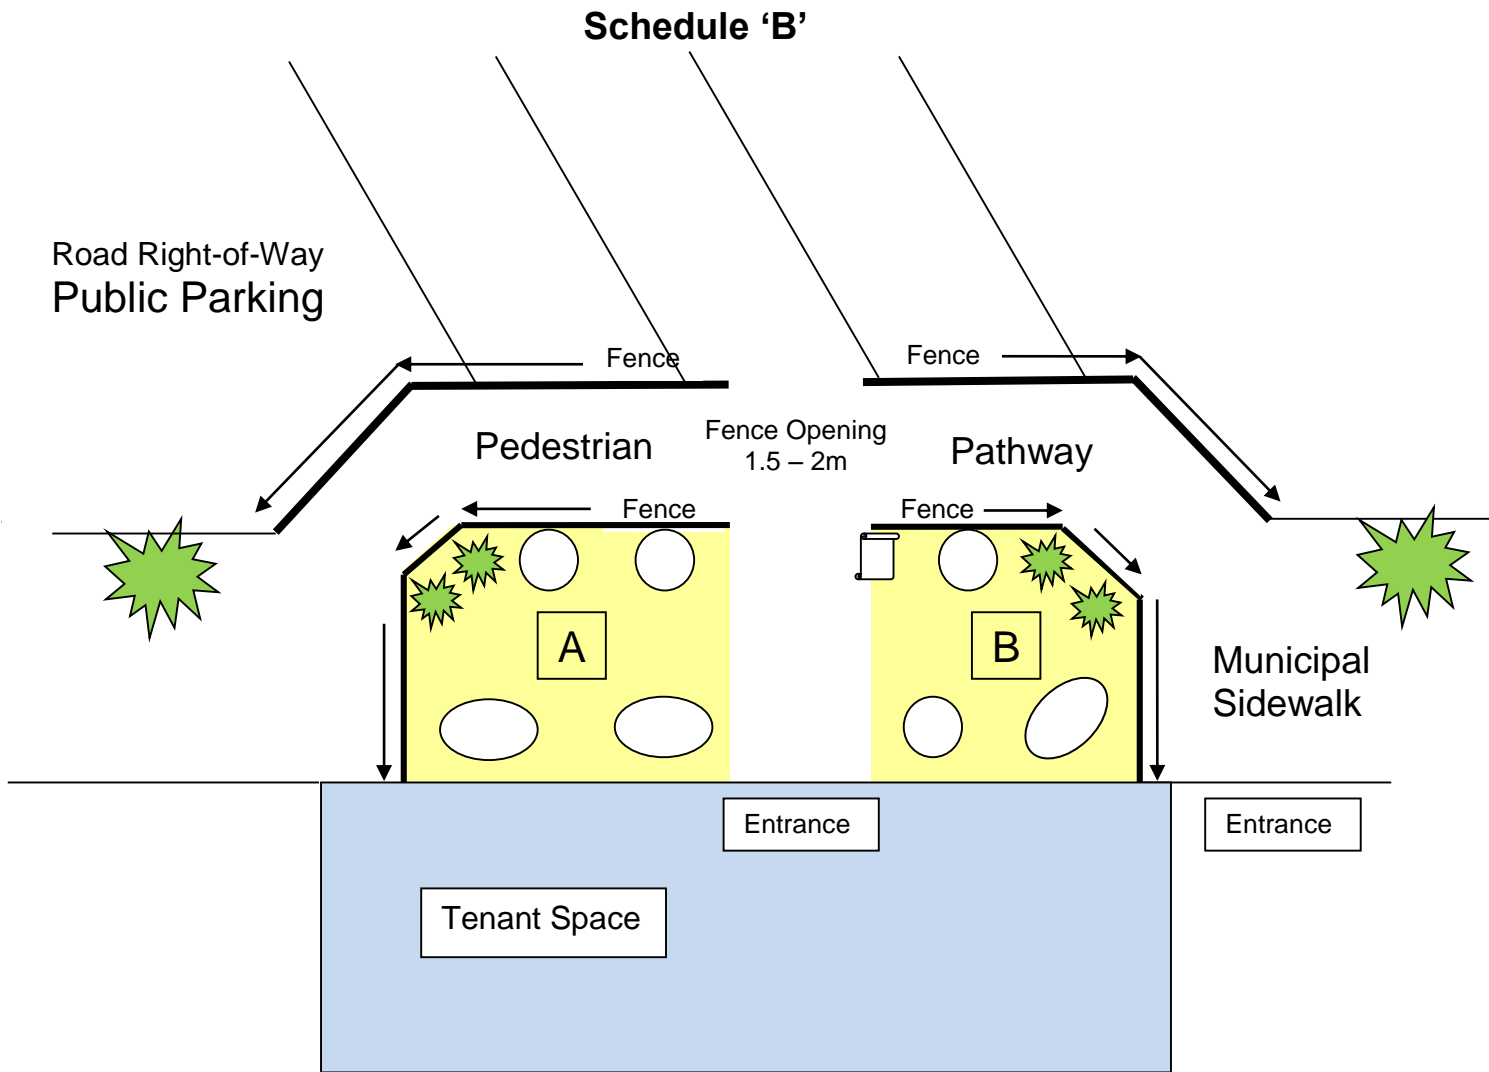 Schedule ‘B’
Road Right-of-Way
Public Parking
Fence
Fence
Pedestrian
Fence Opening
1.5 – 2m
Pathway
Fence
Fence
A
B
Municipal
Sidewalk
Entrance
Entrance
Tenant Space